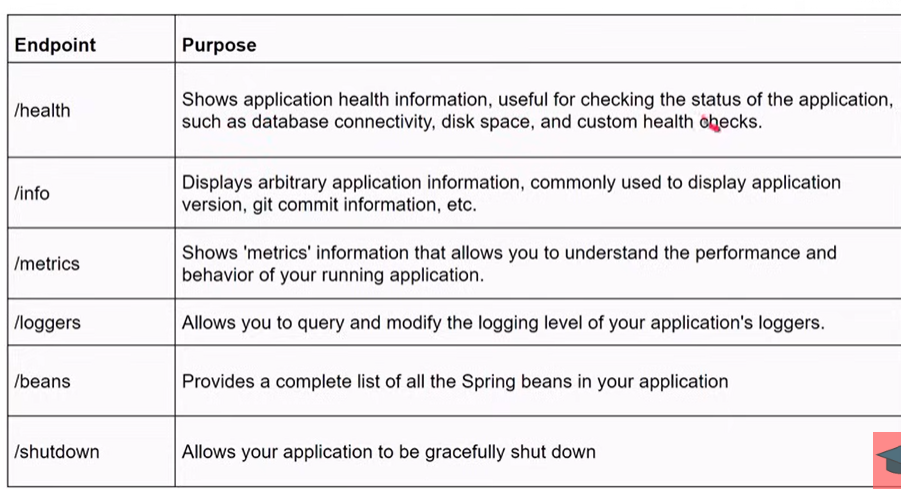 Endpoint Purpose
/health
Shows application health information, useful for checking the status of the application,
such as database connectivity, disk space, and custom health checks.
/info
Displays arbitrary application information, commonly used to display application
version, git commit information, etc.
/metrics
Shows 'metrics' information that allows you to understand the performance and
behavior of your running application.
/loggers Allows you to query and modify the logging level of your application's loggers.
/beans Provides a complete list of all the Spring beans in your application
/shutdown Allows your application to be gracefully shut down